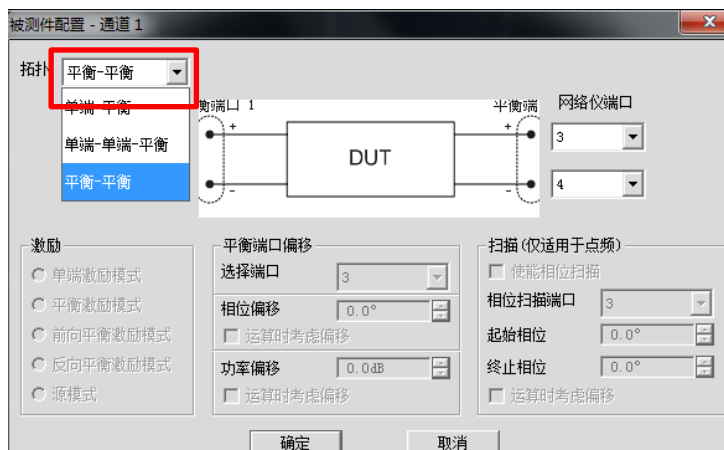 被测件配置 - 通道 1
拓扑 平衡-平衡
单端-平衡
单端-单端-平衡
平衡-平衡
衡端口 1
平衡端
网络仪端口
+
-
DUT
+
-
3
4
激励
单端激励模式
平衡激励模式
前向平衡激励模式
反向平衡激励模式
源模式
平衡端口偏移
选择端口 3
相位偏移 0.0°
运算时考虑偏移
功率偏移 0.0dB
运算时考虑偏移
扫描(仅适用于点频)
使能相位扫描
相位扫描端口 3
起始相位 0.0°
终止相位 0.0°
运算时考虑偏移
确定
取消